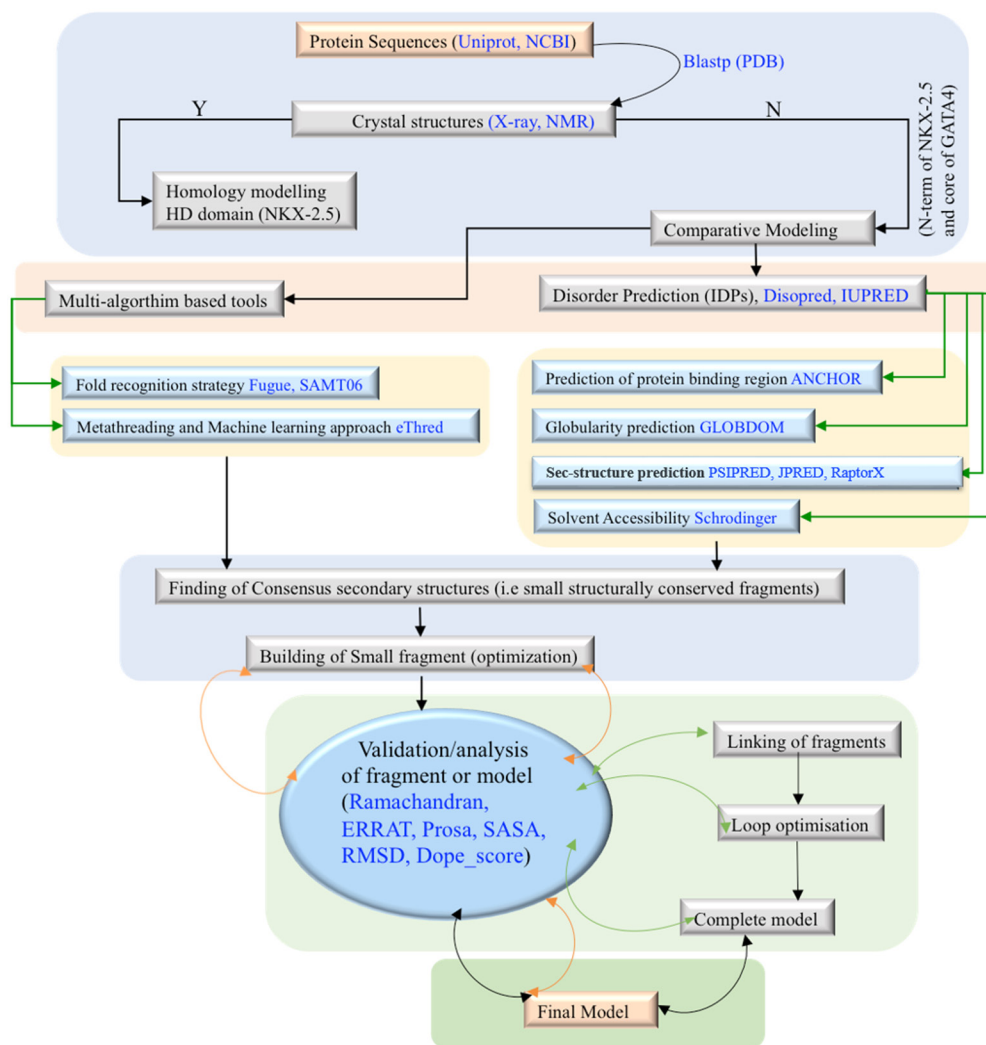 Protein Sequences (Uniprot, NCBI)
Blastp (PDB)
Y
N
Crystal structures (X-ray, NMR)
(N-term of NKX-2.5
and core of GATA4)
Homology modelling
HD domain (NKX-2.5)
Comparative Modeling
Multi-algorthim based tools
Disorder Prediction (IDPs), Disopred, IUPRED
Fold recognition strategy Fugue, SAMT06
Metathreading and Machine learning approach eThred
Prediction of protein binding region ANCHOR
Globularity prediction GLOBDOM
Sec-structure prediction PSIPRED, JPRED, RaptorX
Solvent Accessibility Schrodinger
Finding of Consensus secondary structures (i.e small structurally conserved fragments)
Building of Small fragment (optimization)
Validation/analysis
of fragment or model
(Ramachandran,
ERRAT, Prosa, SASA,
RMSD, Dope_score)
Linking of fragments
Loop optimisation
Complete model
Final Model